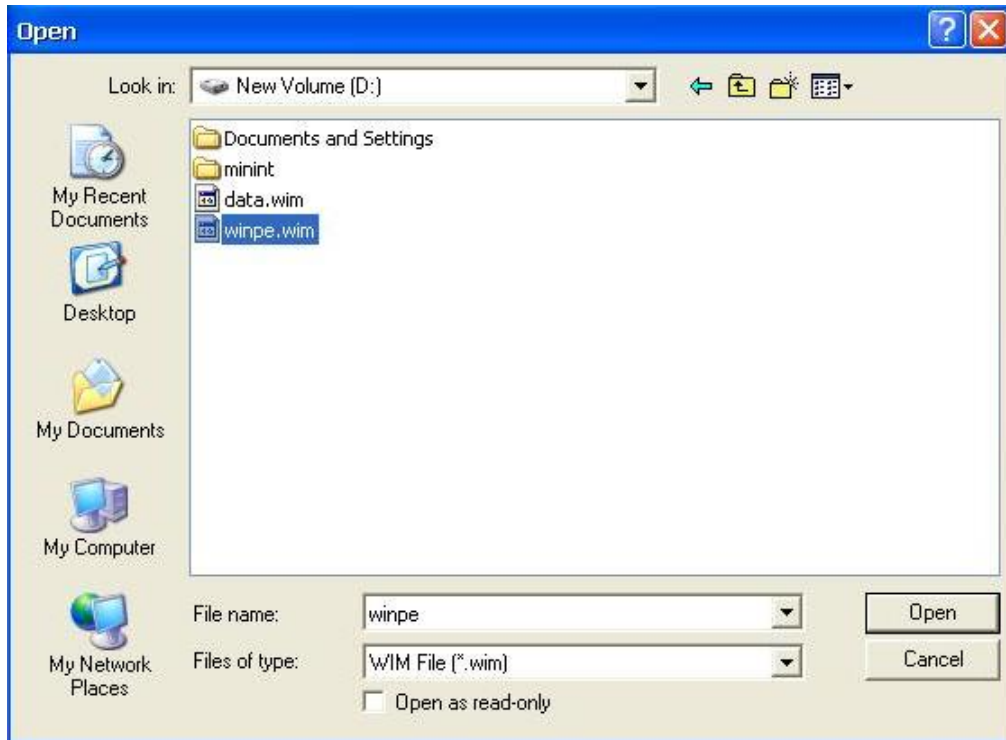 Open
Look in:
New Volume (D:)
Documents and Settings
minint
data.wim
winpe.wim
My Recent
Documents
Desktop
My Documents
My Computer
My Network
Places
File name:
winpe
Open
Files of type:
WIM File (*.wim)
Cancel
Open as read-only